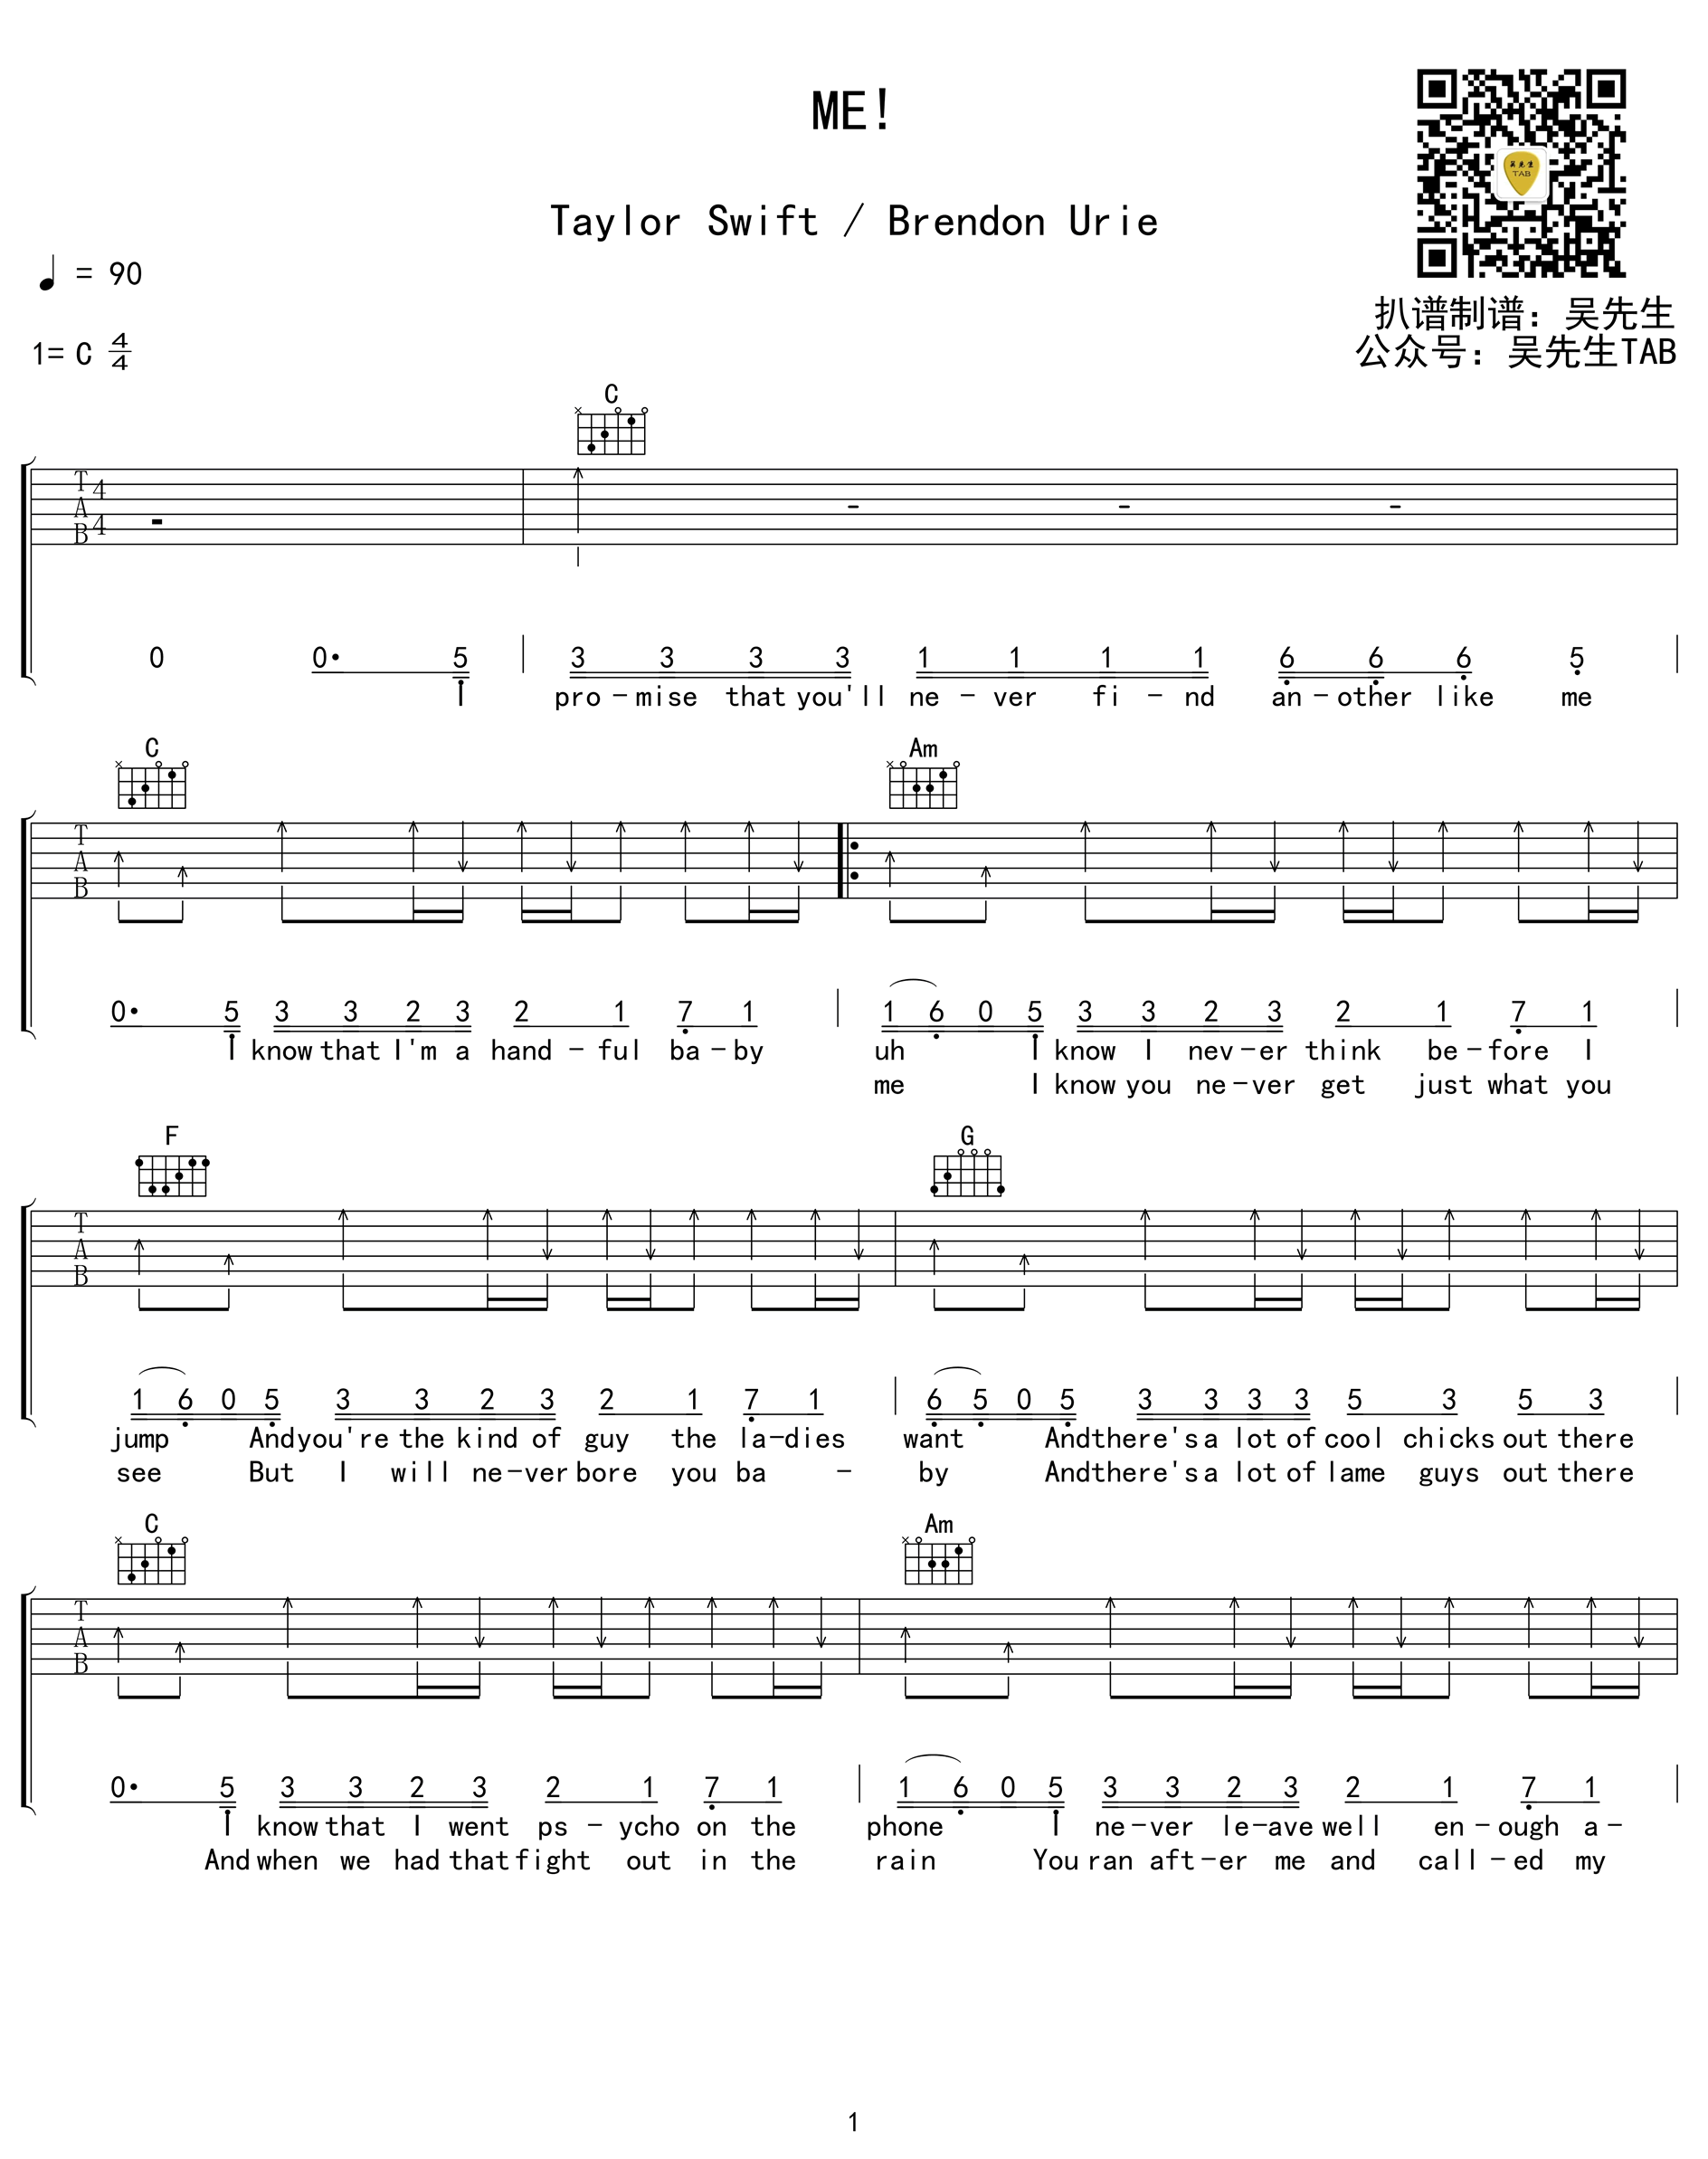 ME!
Taylor Swift / Brendon Urie
吴先生
TAB
= 90
1= C 4/4
扒谱制谱：吴先生
公众号：吴先生TAB
C
T A B 4 4
0 0· 5 3 3 3 3 1 1 1 1 6 6 6 5
I pro-mise that you'll ne - ver fi - nd an-other like me
C Am
T A B
0· 5 3 3 2 3 2 1 7 1 1 6 0 5 3 3 2 3 2 1 7 1
I know that I'm a hand - ful ba-by uh I know I nev-er think be-fore I
me I know you ne-ver get just what you
F G
T A B
1 6 0 5 3 3 2 3 2 1 7 1 6 5 0 5 3 3 3 3 5 3 5 3
jump And you're the kind of guy the la-dies want And there's a lot of cool chicks out there
see But I will ne-ver bore you ba - by And there's a lot of lame guys out there
C Am
T A B
0· 5 3 3 2 3 2 1 7 1 1 6 0 5 3 3 2 3 2 1 7 1
I know that I went ps - ycho on the phone I ne-ver le-ave well en-ough a-
And when we had that fight out in the rain You ran aft-er me and call-ed my
1